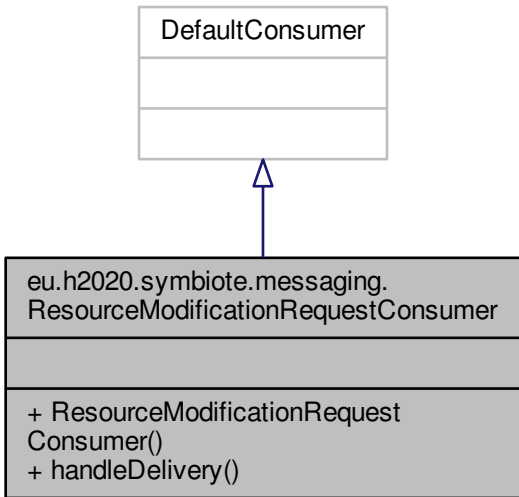 DefaultConsumer
eu.h2020.symbiote.messaging.
ResourceModificationRequestConsumer
+ ResourceModificationRequest
Consumer()
+ handleDelivery()